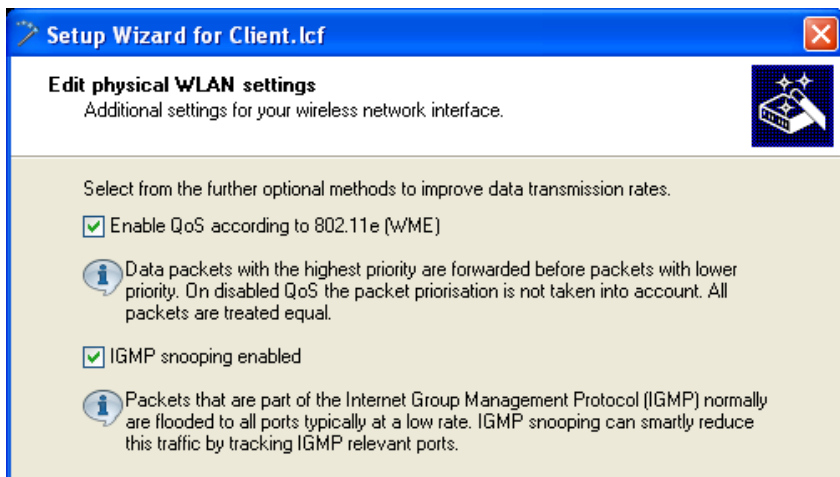 Setup Wizard for Client.lcf
Edit physical WLAN settings
Additional settings for your wireless network interface.
Select from the further optional methods to improve data transmission rates.
Enable QoS according to 802.11e (WME)
Data packets with the highest priority are forwarded before packets with lower
priority. On disabled QoS the packet priorisation is not taken into account. All
packets are treated equal.
IGMP snooping enabled
Packets that are part of the Internet Group Management Protocol (IGMP) normally
are flooded to all ports typically at a low rate. IGMP snooping can smartly reduce
this traffic by tracking IGMP relevant ports.